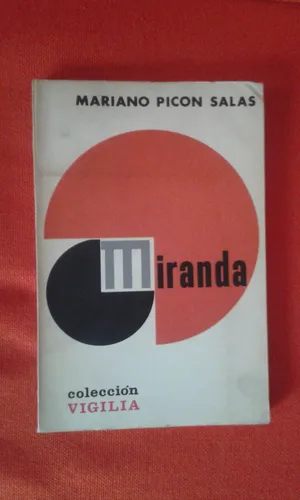 MARIANO PICON SALAS
Miranda
colección
VIGILIA